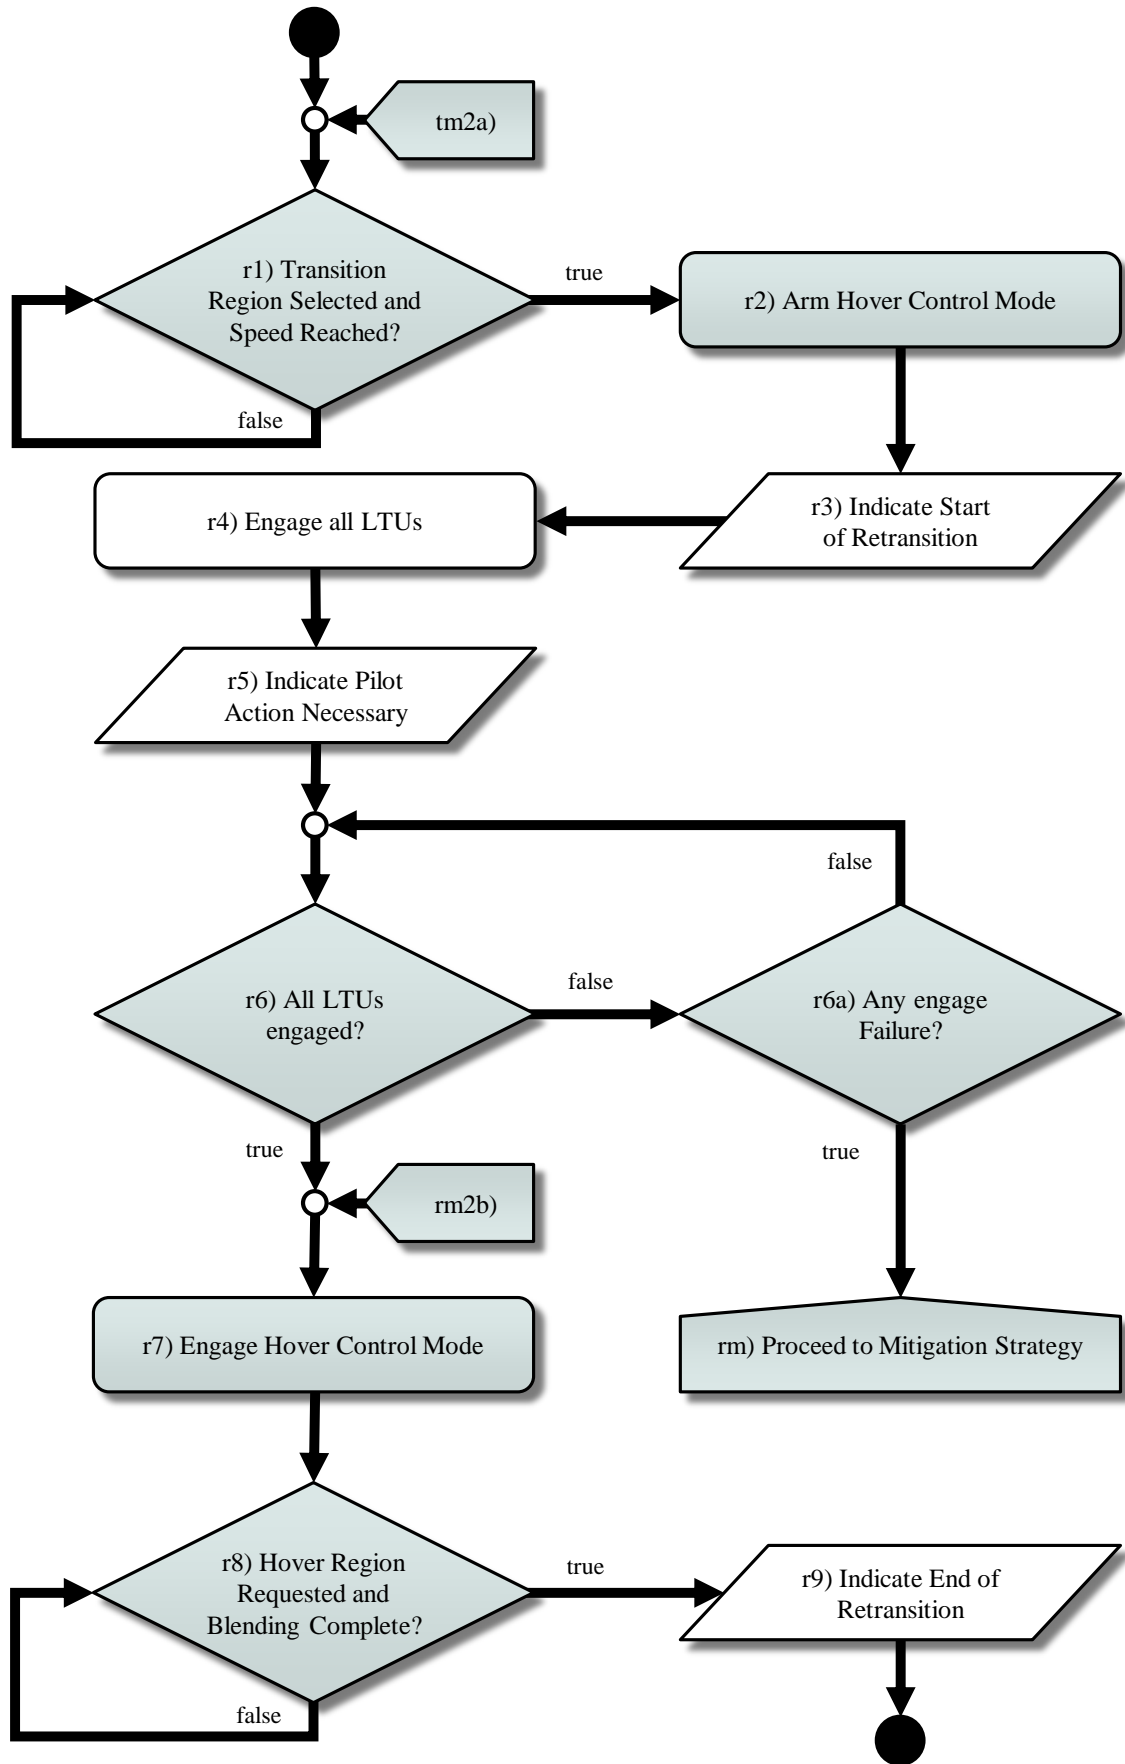 tm2a)
r1) Transition
Region Selected and
Speed Reached?
true
false
r2) Arm Hover Control Mode
r3) Indicate Start
of Retransition
r4) Engage all LTUs
r5) Indicate Pilot
Action Necessary
false
r6) All LTUs
engaged?
false
r6a) Any engage
Failure?
true
true
rm2b)
r7) Engage Hover Control Mode
rm) Proceed to Mitigation Strategy
r8) Hover Region
Requested and
Blending Complete?
true
false
r9) Indicate End of
Retransition